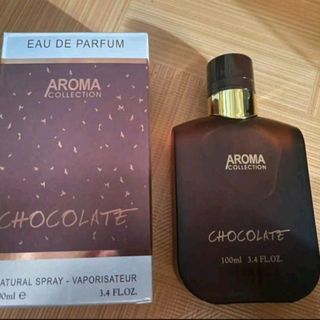 EAU DE PARFUM
AROMA
COLLECTION
CHOCOLATE
NATURAL SPRAY - VAPORISATEUR
00ml e 3.4 FL.OZ.
AROMA
COLLECTION
CHOCOLATE
100ml 3.4 FL.OZ.